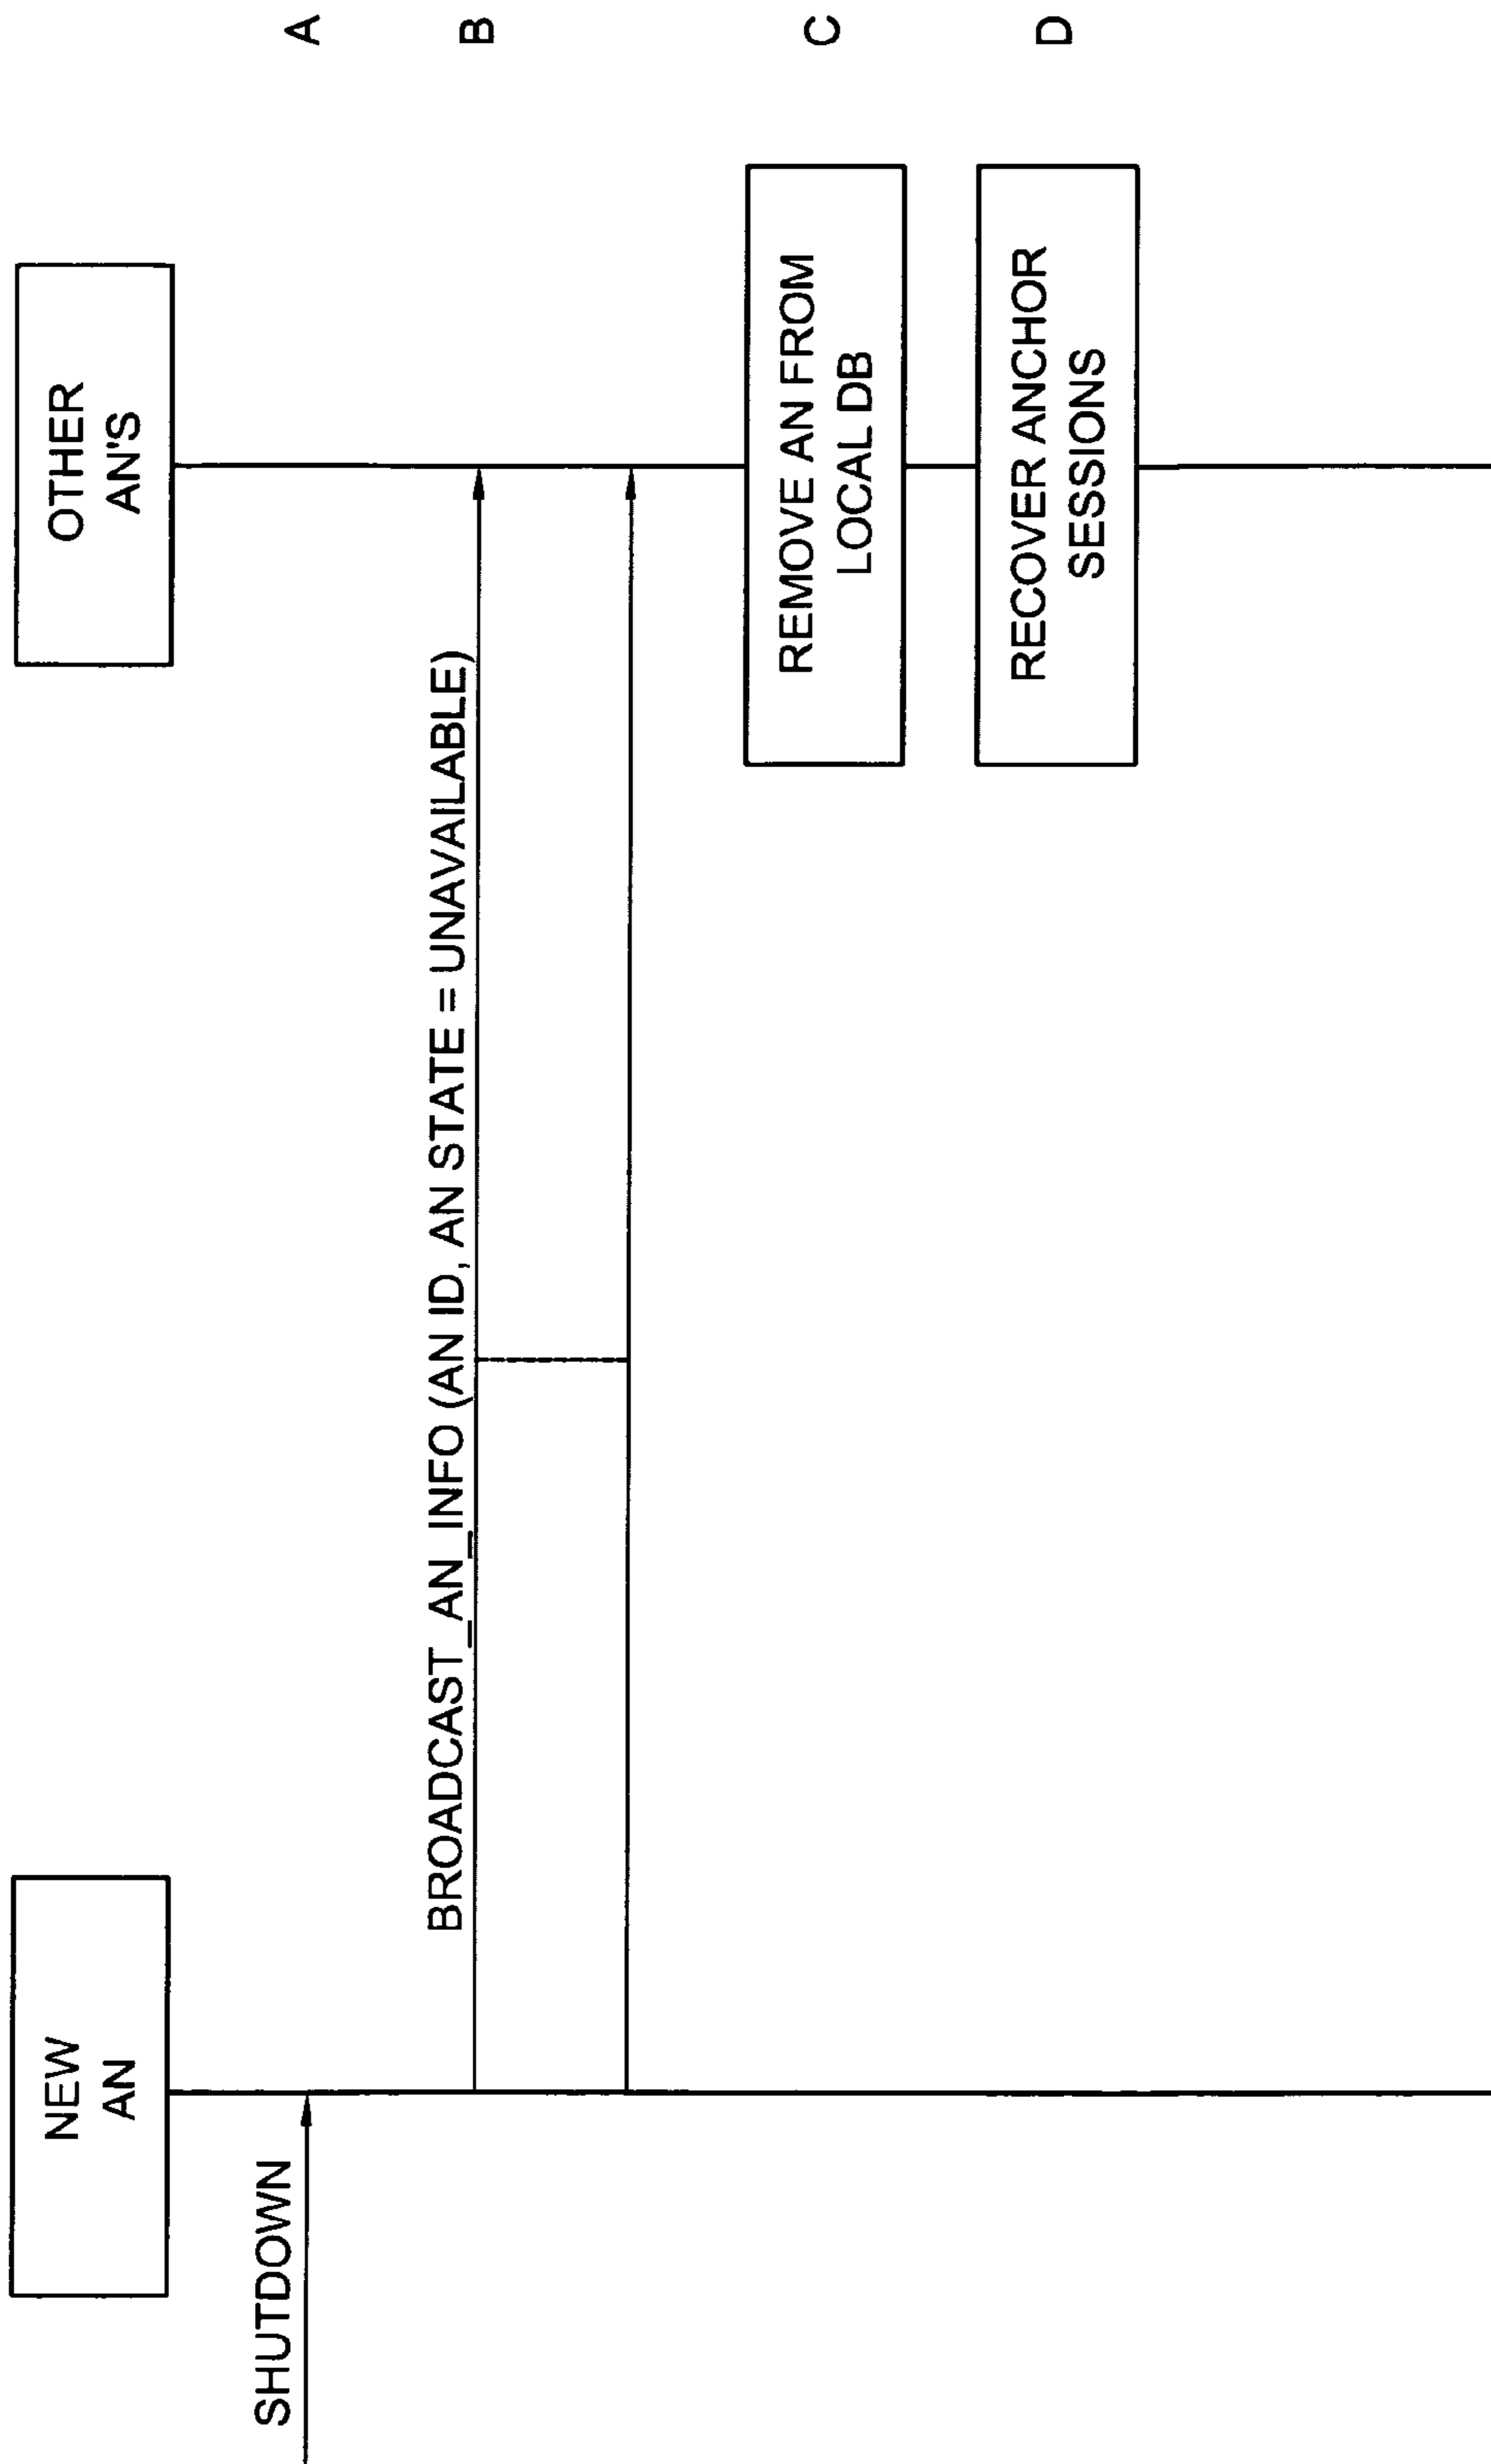 NEW
AN
OTHER
AN'S
SHUTDOWN
A
BROADCAST_AN_INFO (AN ID, AN STATE = UNAVAILABLE)
B
REMOVE AN FROM
LOCAL DB
C
RECOVER ANCHOR
SESSIONS
D